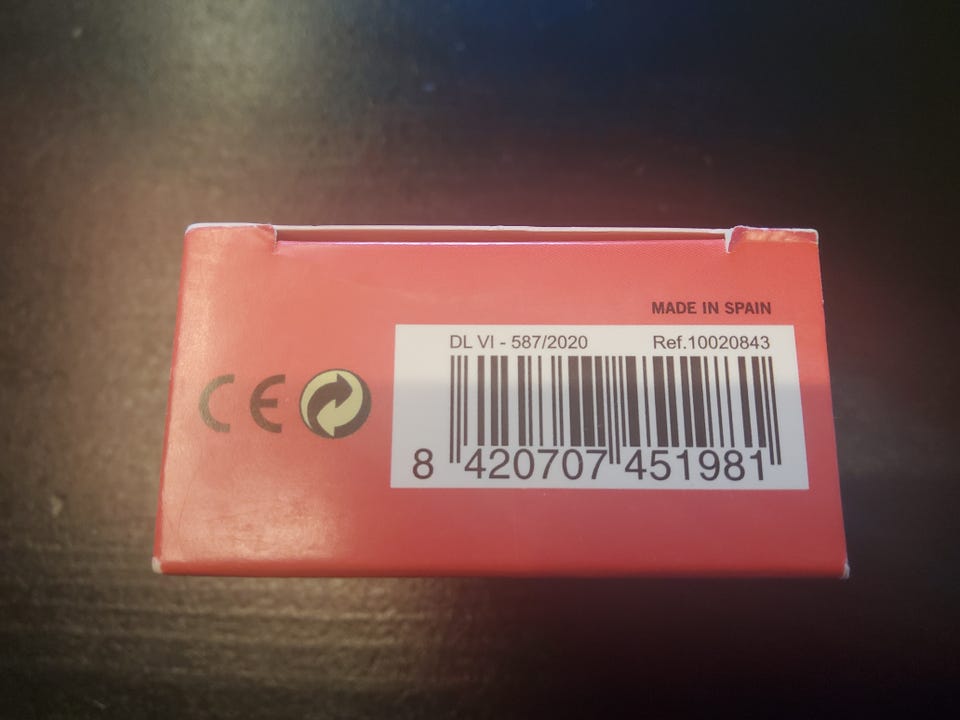 MADE IN SPAIN
DL VI - 587/2020 Ref.10020843
CE
8 420707 451981